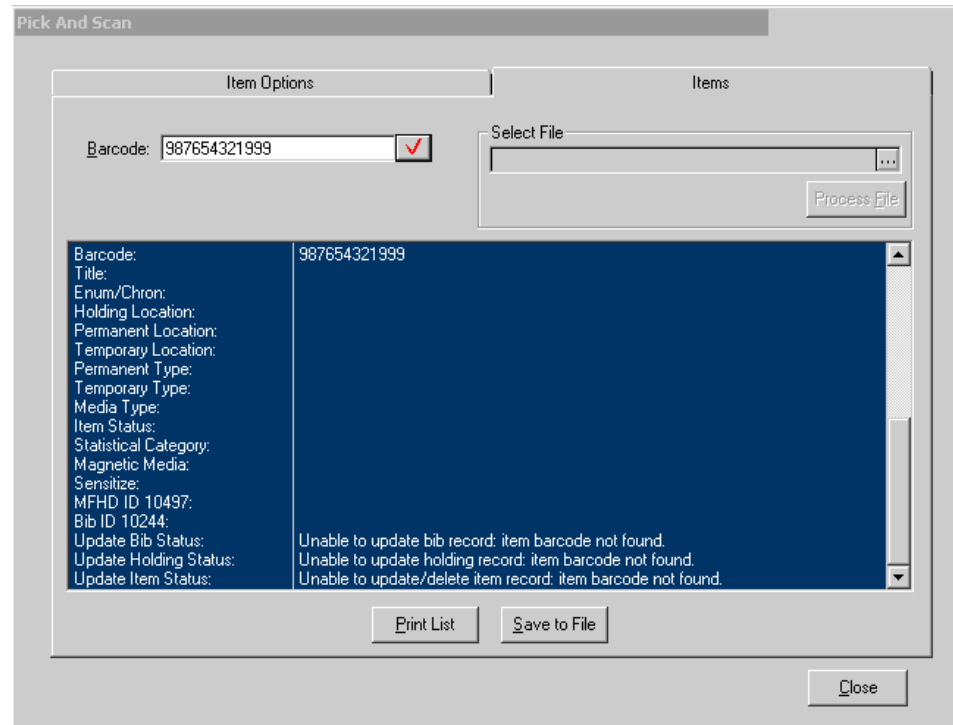 Pick And Scan
Item Options
Items
Barcode: 987654321999
Select File
...
Process File
Barcode: 987654321999
Title:
Enum/Chron:
Holding Location:
Permanent Location:
Temporary Location:
Permanent Type:
Temporary Type:
Media Type:
Item Status:
Statistical Category:
Magnetic Media:
Sensitize:
MFHD ID 10497:
Bib ID 10244:
Update Bib Status: Unable to update bib record: item barcode not found.
Update Holding Status: Unable to update holding record: item barcode not found.
Update Item Status: Unable to update/delete item record: item barcode not found.
Print List
Save to File
Close